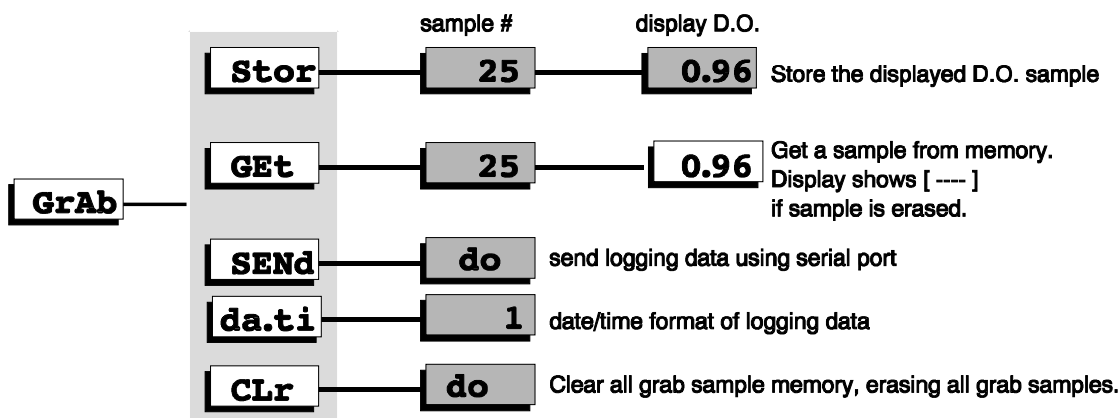 sample # display D.O.
Stor 25 0.96 Store the displayed D.O. sample
GEt 25 0.96 Get a sample from memory.
Display shows [ ---- ]
if sample is erased.
GrAb
SENd do send logging data using serial port
da.ti 1 date/time format of logging data
CLr do Clear all grab sample memory, erasing all grab samples.